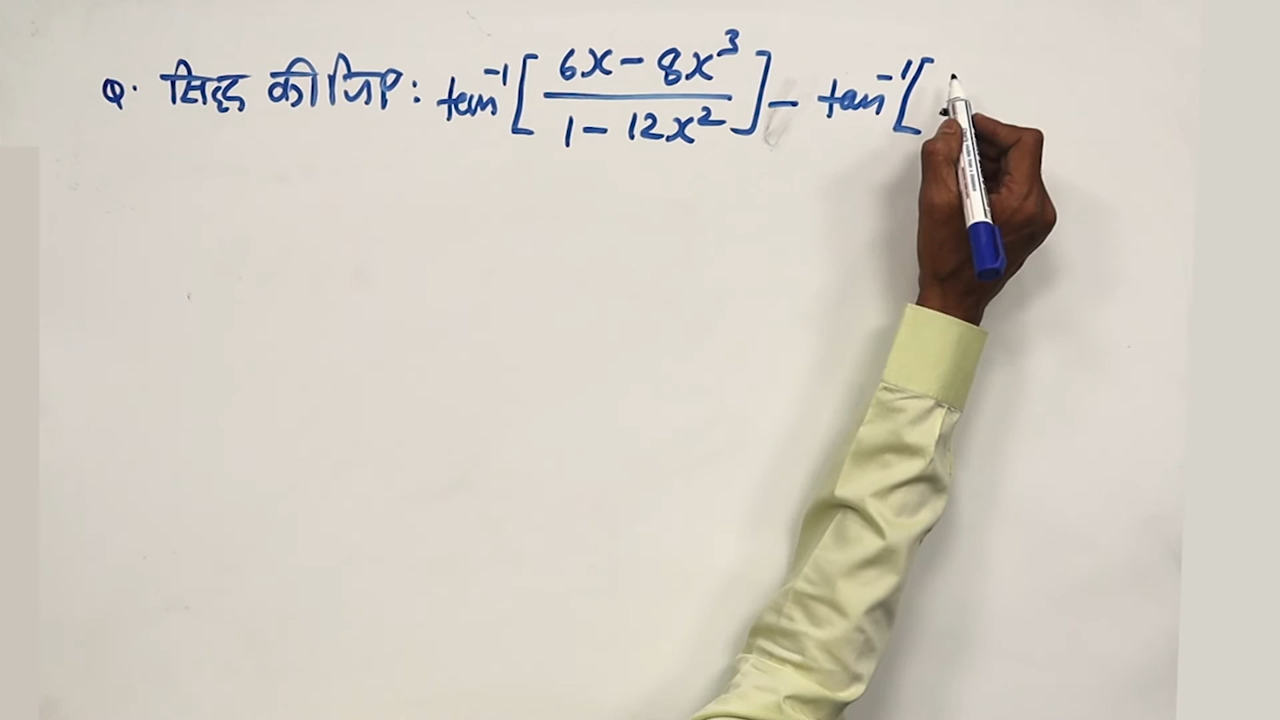 Q. सिद्ध कीजिए: tan⁻¹[(6x - 8x³)/(1 - 12x²)] - tan⁻¹[